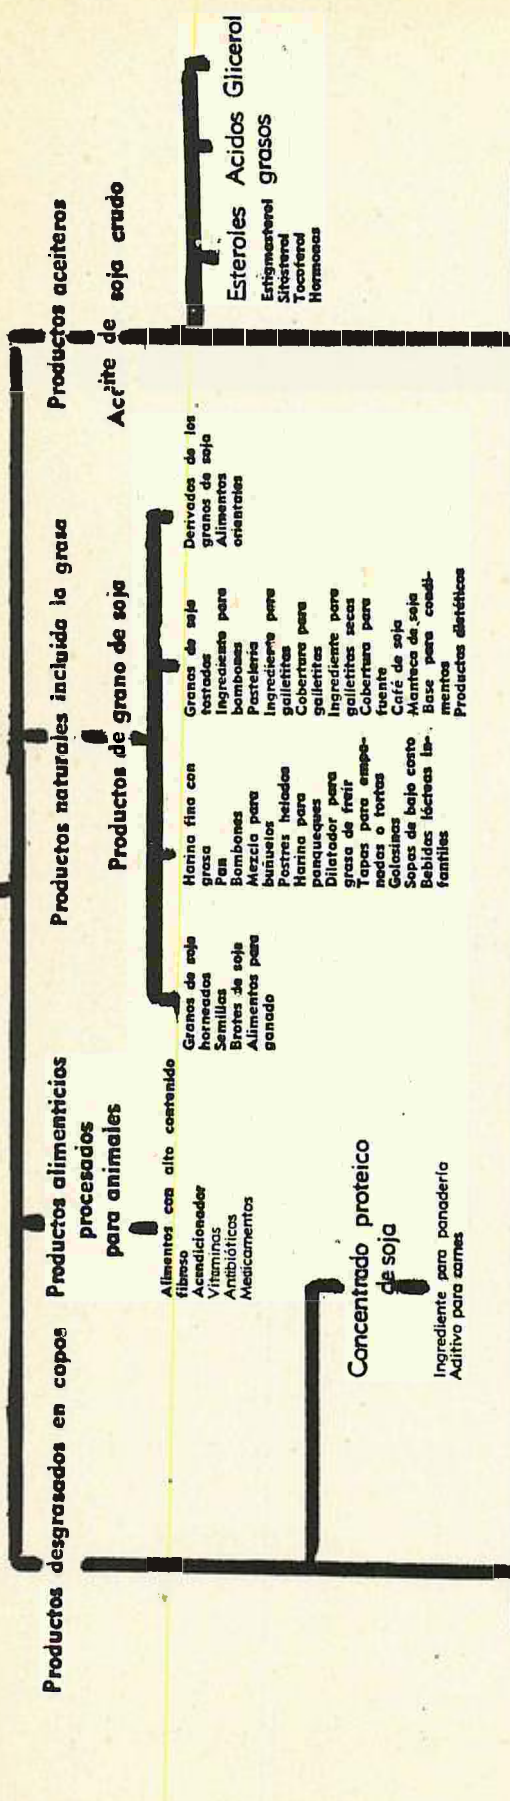 Productos desgrasados en copos
Productos alimenticios
procesados
para animales
Productos naturales incluida la grasa
Productos aceiteros
Productos de grano de soja
Aceite de soja crudo
Alimentos con alto contenido
fibroso
Acondicionador
Vitaminas
Antibióticos
Medicamentos
Granos de soja
horneados
Semillas
Brotes de soja
Alimentos para
ganado
Harina fina con
grasa
Pan
Bombones
Mezcla para
buñuelos
Postres helados
Harina para
panqueques
Dilatador para
grasa de freír
Tapas para empa-
nadas o tortas
Golosinas
Sopas de bajo costo
Bebidas lácteas in-
fantiles
Granos de soja
tostados
Ingrediente para
bombones
Pastelería
Ingrediente para
galletitas
Cobertura para
galletitas
Ingrediente para
galletitas secas
Cobertura para
fuente
Café de soja
Manteca de soja
Base para condi-
mentos
Productos dietéticos
Derivados de los
granos de soja
Alimentos
orientales
Esteroles
Estigmasterol
Sitosterol
Tocoferol
Hormonas
Acidos
grasos
Glicerol
Concentrado proteico
de soja
Ingrediente para panadería
Aditivo para carnes